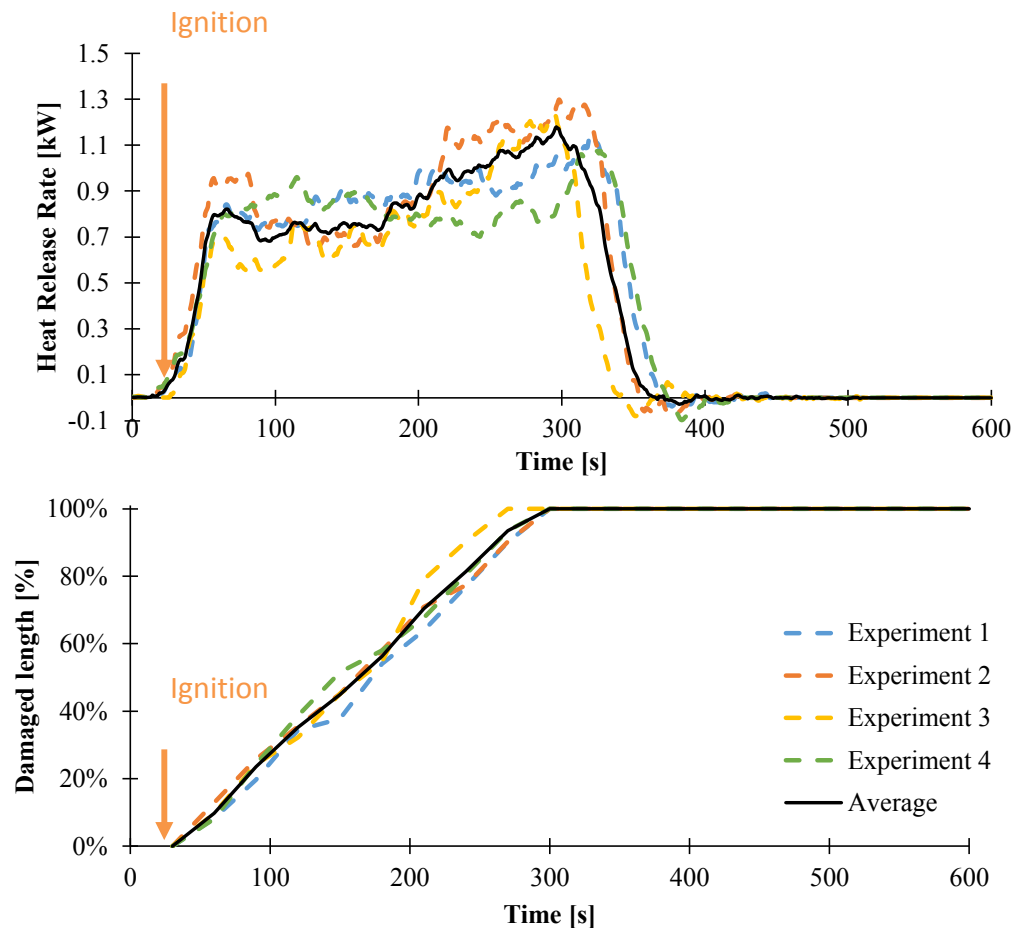 Ignition
1.5
1.3
1.1
0.9
0.7
0.5
0.3
0.1
-0.1
Heat Release Rate [kW]
0 100 200 300 400 500 600
Time [s]
100%
80%
60%
40%
20%
0%
Damaged length [%]
Ignition
Experiment 1
Experiment 2
Experiment 3
Experiment 4
Average
0 100 200 300 400 500 600
Time [s]